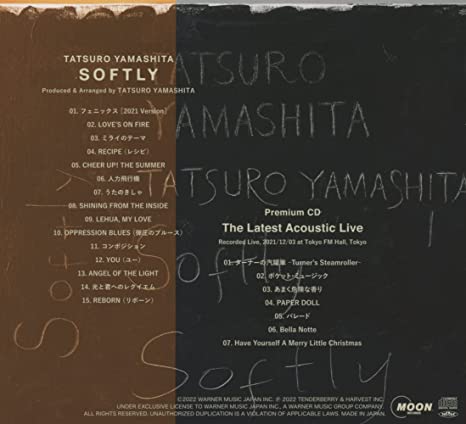 TATSURO YAMASHITA
SOFTLY
Produced & Arranged by TATSURO YAMASHITA
01. フェニックス [2021 Version]
02. LOVE'S ON FIRE
03. ミライのテーマ
04. RECIPE (レシピ)
05. CHEER UP! THE SUMMER
06. 人力飛行機
07. うたのきしゃ
08. SHINING FROM THE INSIDE
09. LEHUA, MY LOVE
10. OPPRESSION BLUES (弾圧のブルース)
11. コンポジション
12. YOU (ユー)
13. ANGEL OF THE LIGHT
14. 光と君へのレクイエム
15. REBORN (リボーン)
TATSURO
YAMASHITA
TATSURO YAMASHITA
Softly
Softly
Softly
Premium CD
The Latest Acoustic Live
Recorded Live, 2021/12/03 at Tokyo FM Hall, Tokyo
01. ターナーの汽罐車 -Turner's Steamroller-
02. ポケット・ミュージック
03. あまく危険な香り
04. PAPER DOLL
05. パレード
06. Bella Notte
07. Have Yourself A Merry Little Christmas
©2022 WARNER MUSIC JAPAN INC. ℗ 2022 TENDERBERRY & HARVEST INC.
UNDER EXCLUSIVE LICENSE TO WARNER MUSIC JAPAN INC., A WARNER MUSIC GROUP COMPANY
ALL RIGHTS RESERVED. UNAUTHORIZED DUPLICATION IS A VIOLATION OF APPLICABLE LAWS. MADE IN JAPAN.
MOON
RECORDS